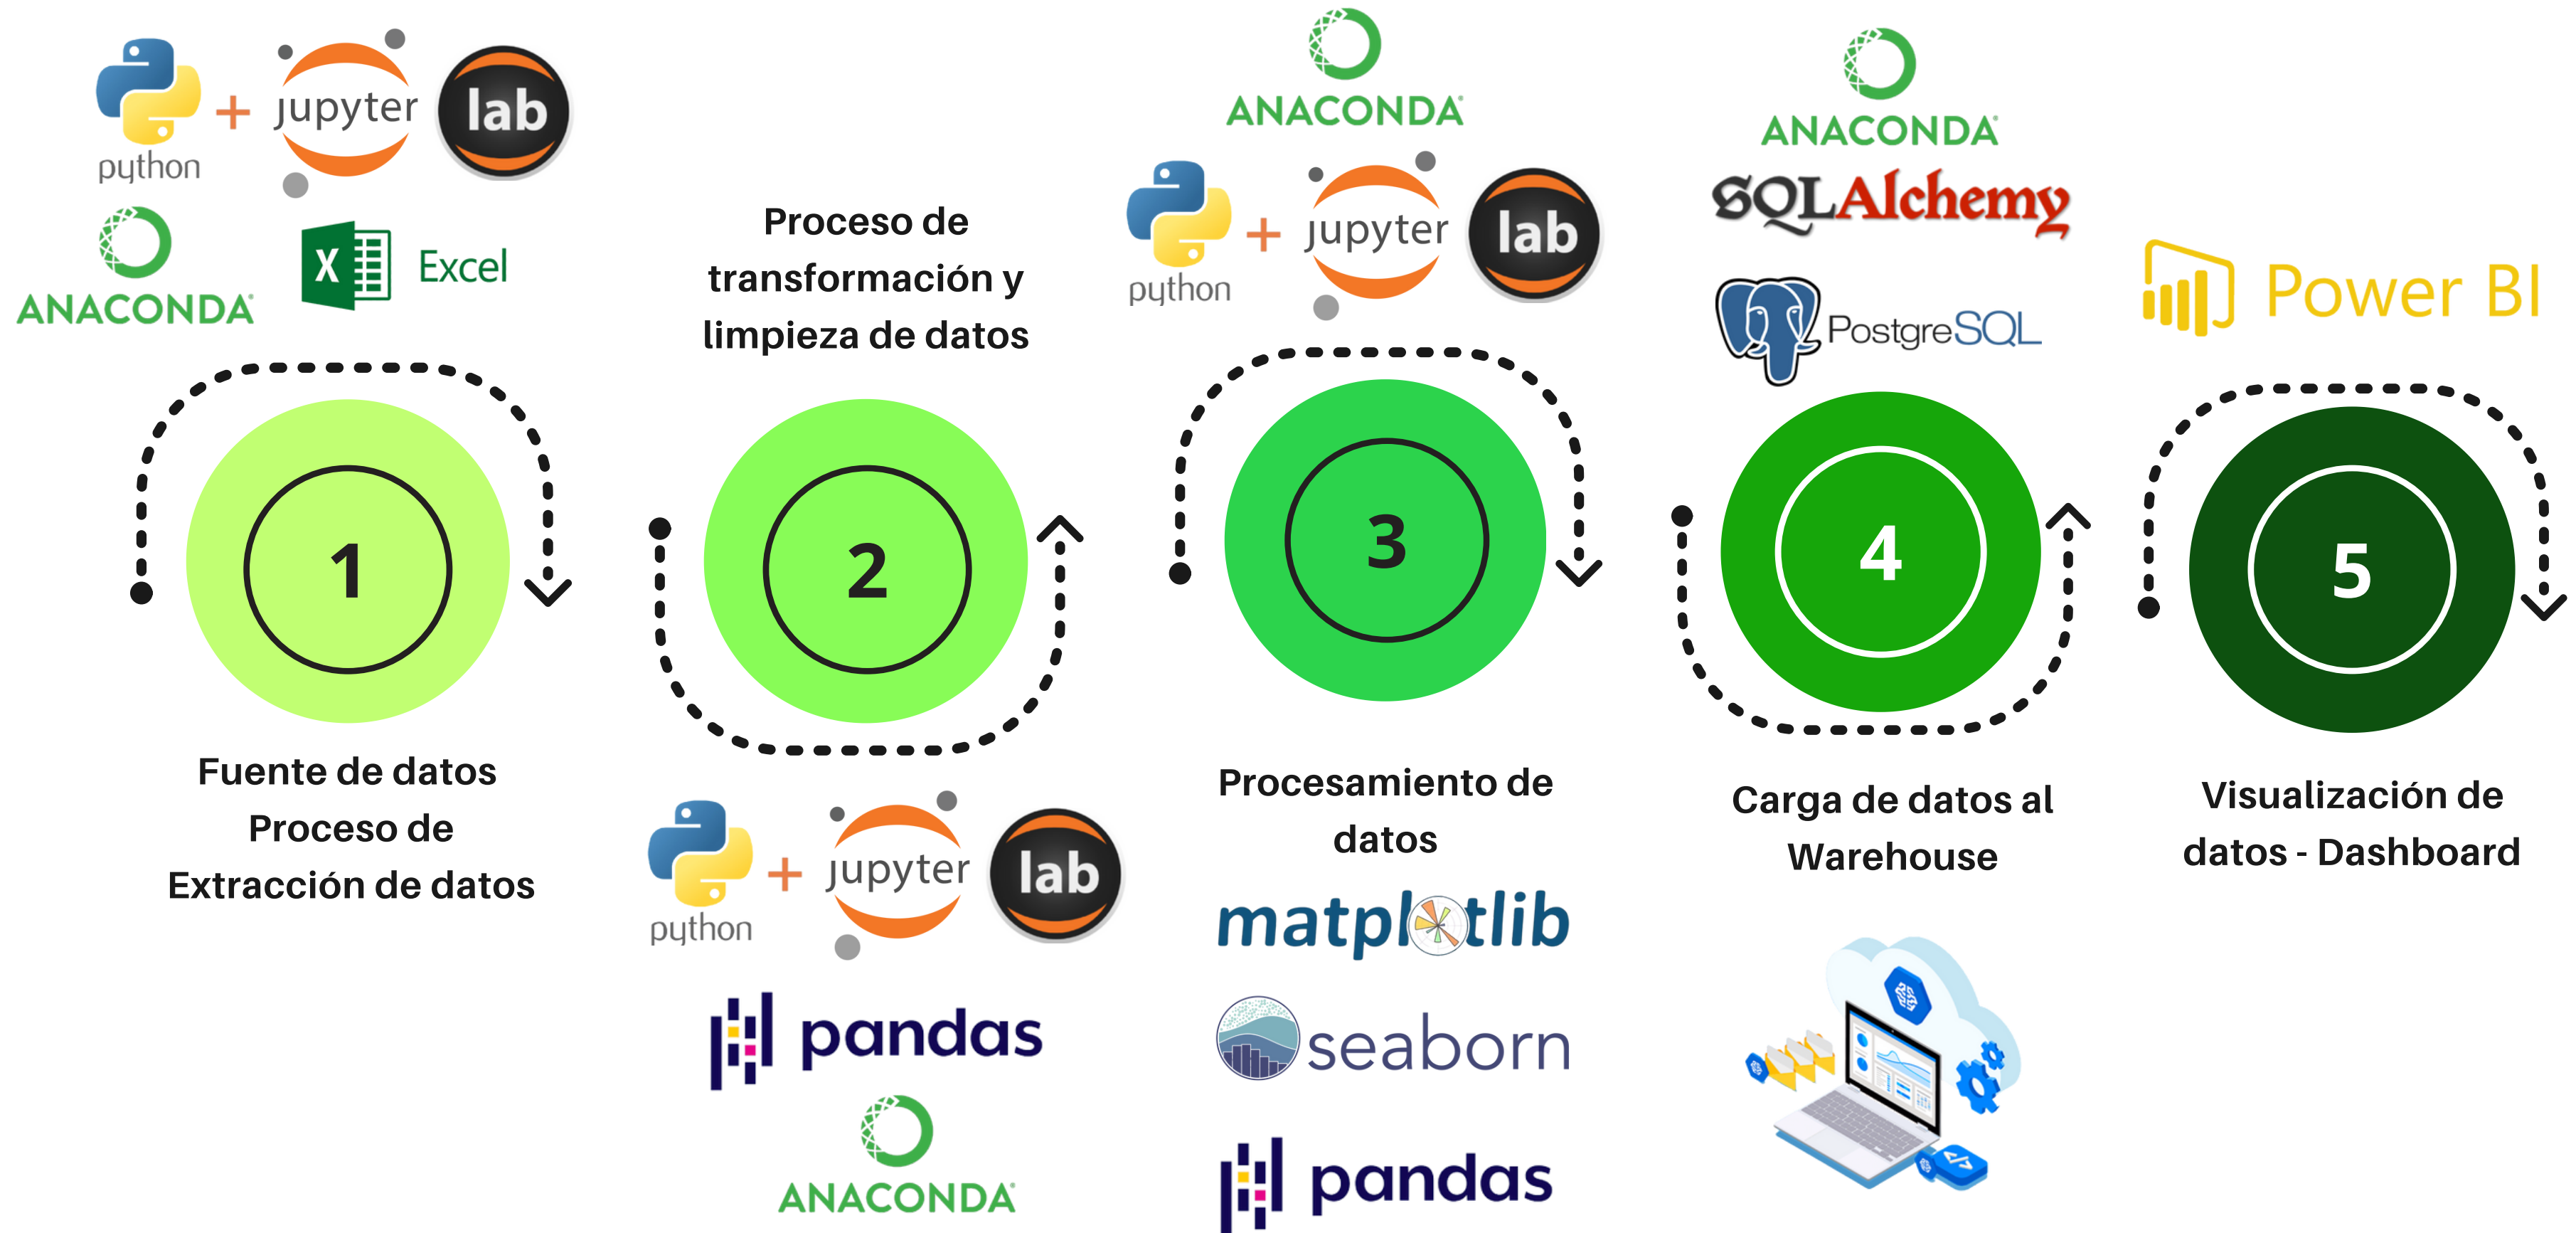 python
+
jupyter
lab
ANACONDA
X
Excel
1
Fuente de datos
Proceso de
Extracción de datos
Proceso de
transformación y
limpieza de datos
2
python
+
jupyter
lab
pandas
ANACONDA
ANACONDA
python
+
jupyter
lab
3
Procesamiento de
datos
matplotlib
seaborn
pandas
ANACONDA
SQLAlchemy
PostgreSQL
4
Carga de datos al
Warehouse
</>
Power BI
5
Visualización de
datos - Dashboard